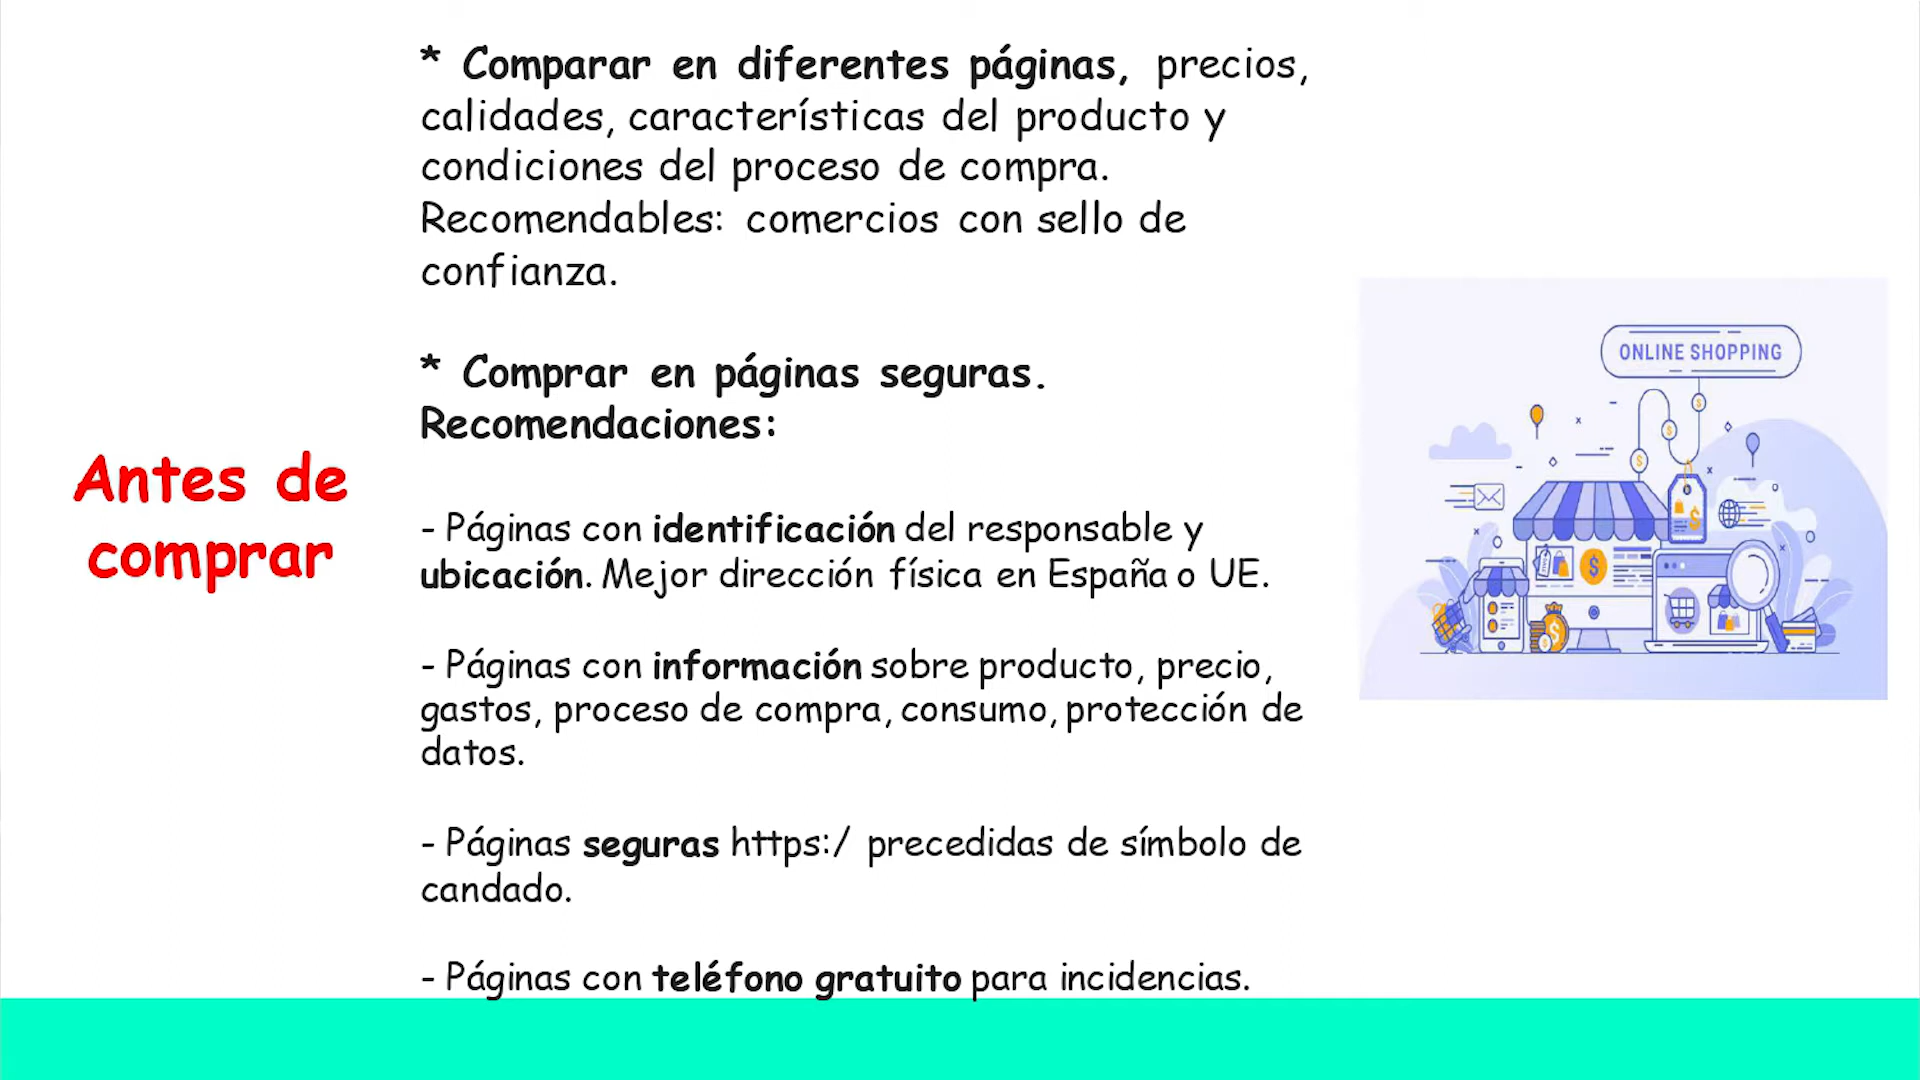 Antes de
comprar
* Comparar en diferentes páginas, precios,
calidades, características del producto y
condiciones del proceso de compra.
Recomendables: comercios con sello de
confianza.
* Comprar en páginas seguras.
Recomendaciones:
- Páginas con identificación del responsable y
ubicación. Mejor dirección física en España o UE.
- Páginas con información sobre producto, precio,
gastos, proceso de compra, consumo, protección de
datos.
- Páginas seguras https:/ precedidas de símbolo de
candado.
- Páginas con teléfono gratuito para incidencias.
ONLINE SHOPPING